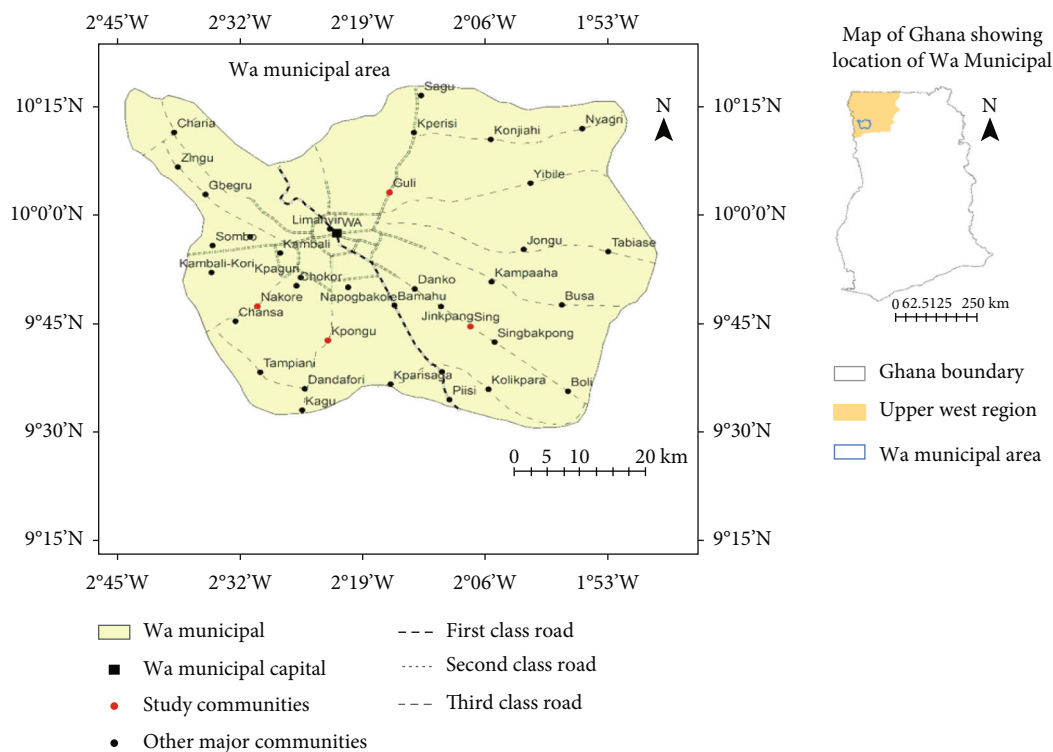 2°45'W 2°32'W 2°19'W 2°06'W 1°53'W
Wa municipal area
N
10°15'N
10°0'0"N
9°45'N
9°30'N
9°15'N
10°15'N
10°0'0"N
9°45'N
9°30'N
9°15'N
Sagu
Charia
Kperisi
Konjiahi
Nyagri
Zingu
Gbegru
Guli
Yibile
WA
Sombo
Kambali
Jongu
Tabiase
Kambali-Kori
Kpaguri
Chokor
Danko
Kampaaha
Nakore
Napogbakole
Bamahu
Busa
Chansa
Jinkpang
Sing
Kpongu
Singbakpong
Tampiani
Dandafori
Kparisaga
Kolikpara
Boli
Kagu
Piisi
0 5 10 20 km
2°45'W 2°32'W 2°19'W 2°06'W 1°53'W
Wa municipal
Wa municipal capital
Study communities
Other major communities
First class road
Second class road
Third class road
Map of Ghana showing
location of Wa Municipal
N
0 62.5125 250 km
Ghana boundary
Upper west region
Wa municipal area